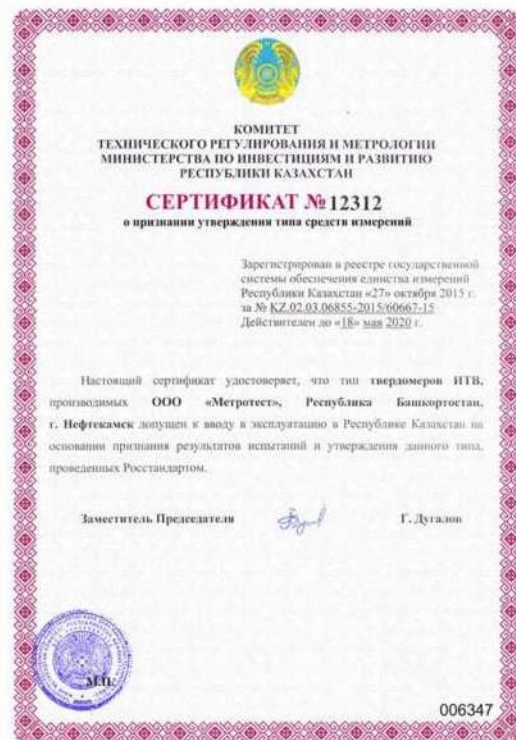 КОМИТЕТ
ТЕХНИЧЕСКОГО РЕГУЛИРОВАНИЯ И МЕТРОЛОГИИ
МИНИСТЕРСТВА ПО ИНВЕСТИЦИЯМ И РАЗВИТИЮ
РЕСПУБЛИКИ КАЗАХСТАН
СЕРТИФИКАТ № 12312
о признании утверждения типа средств измерений
Зарегистрирован в реестре государственной
системы обеспечения единства измерений
Республики Казахстан «27» октября 2015 г.
за № KZ.02.03.06855-2015/60667-15
Действителен до «18» мая 2020 г.
Настоящий сертификат удостоверяет, что тип твердомеров ИТВ,
производимых ООО «Метротест», Республика Башкортостан,
г. Нефтекамск допущен к вводу в эксплуатацию в Республике Казахстан на
основании признания результатов испытаний и утверждения данного типа,
проведенных Росстандартом.
Заместитель Председателя Г. Дугалов
М.П.
006347